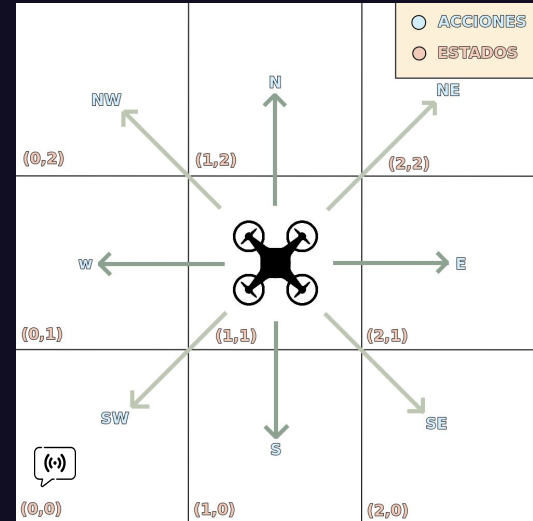 ACCIONES
ESTADOS
N
NW
NE
(0,2)
(1,2)
(2,2)
w
E
(0,1)
(1,1)
(2,1)
SW
SE
S
(0,0)
(1,0)
(2,0)